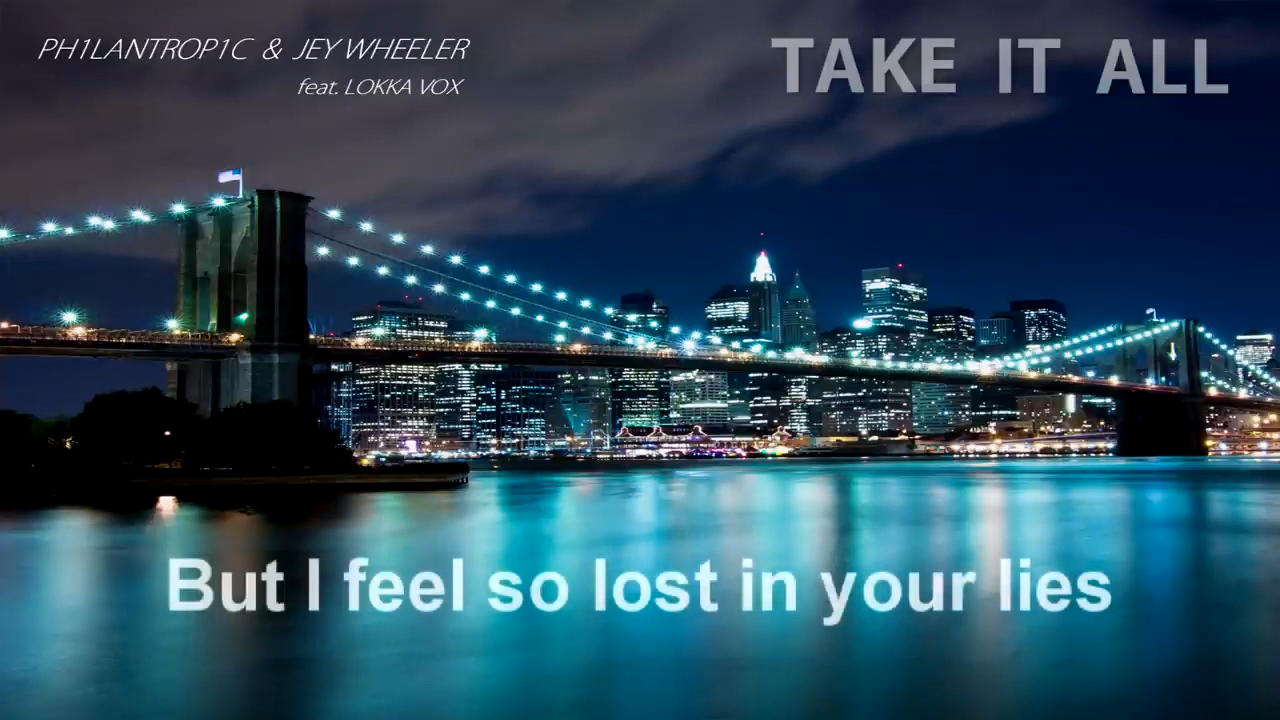 PH1LANTROP1C & JEY WHEELER
feat. LOKKA VOX
TAKE IT ALL
But I feel so lost in your lies